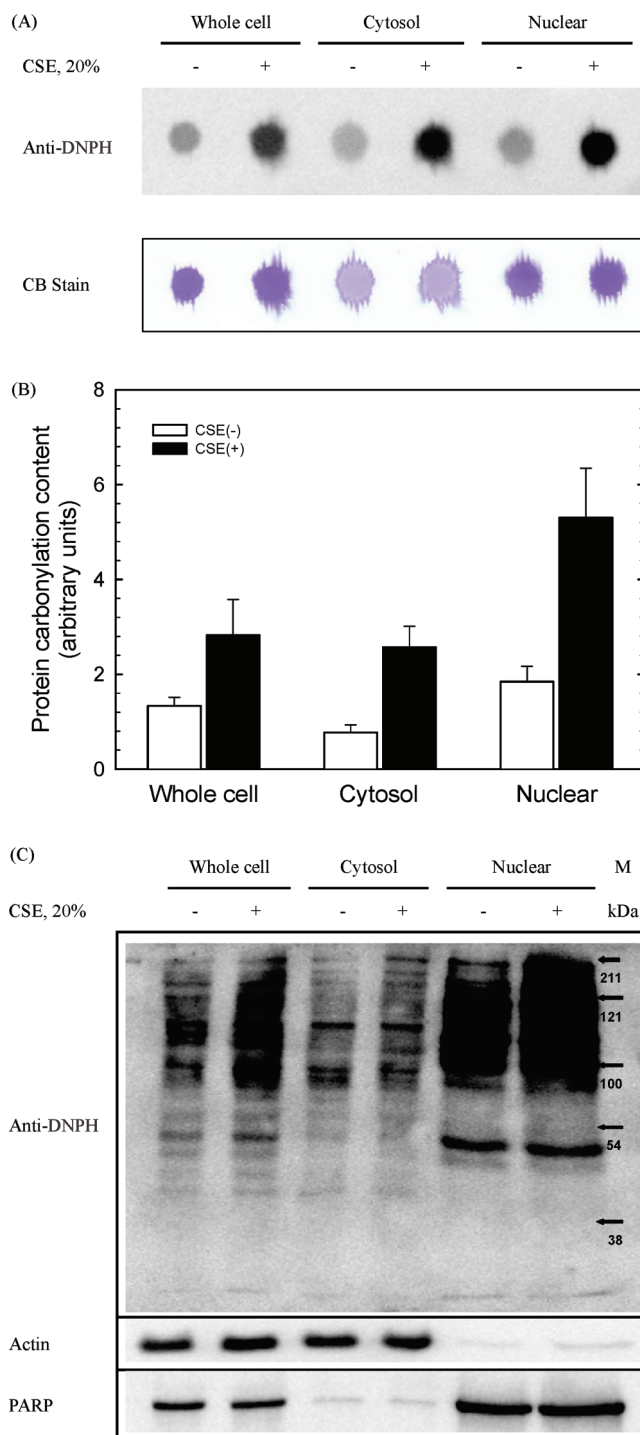 (A)
Whole cell Cytosol Nuclear
CSE, 20% - + - + - +
Anti-DNPH
CB Stain
(B)
8
6
4
2
0
Protein carbonylation content
(arbitrary units)
CSE(-)
CSE(+)
Whole cell Cytosol Nuclear
(C)
Whole cell Cytosol Nuclear M
CSE, 20% - + - + - + kDa
211
121
100
Anti-DNPH
54
38
Actin
PARP